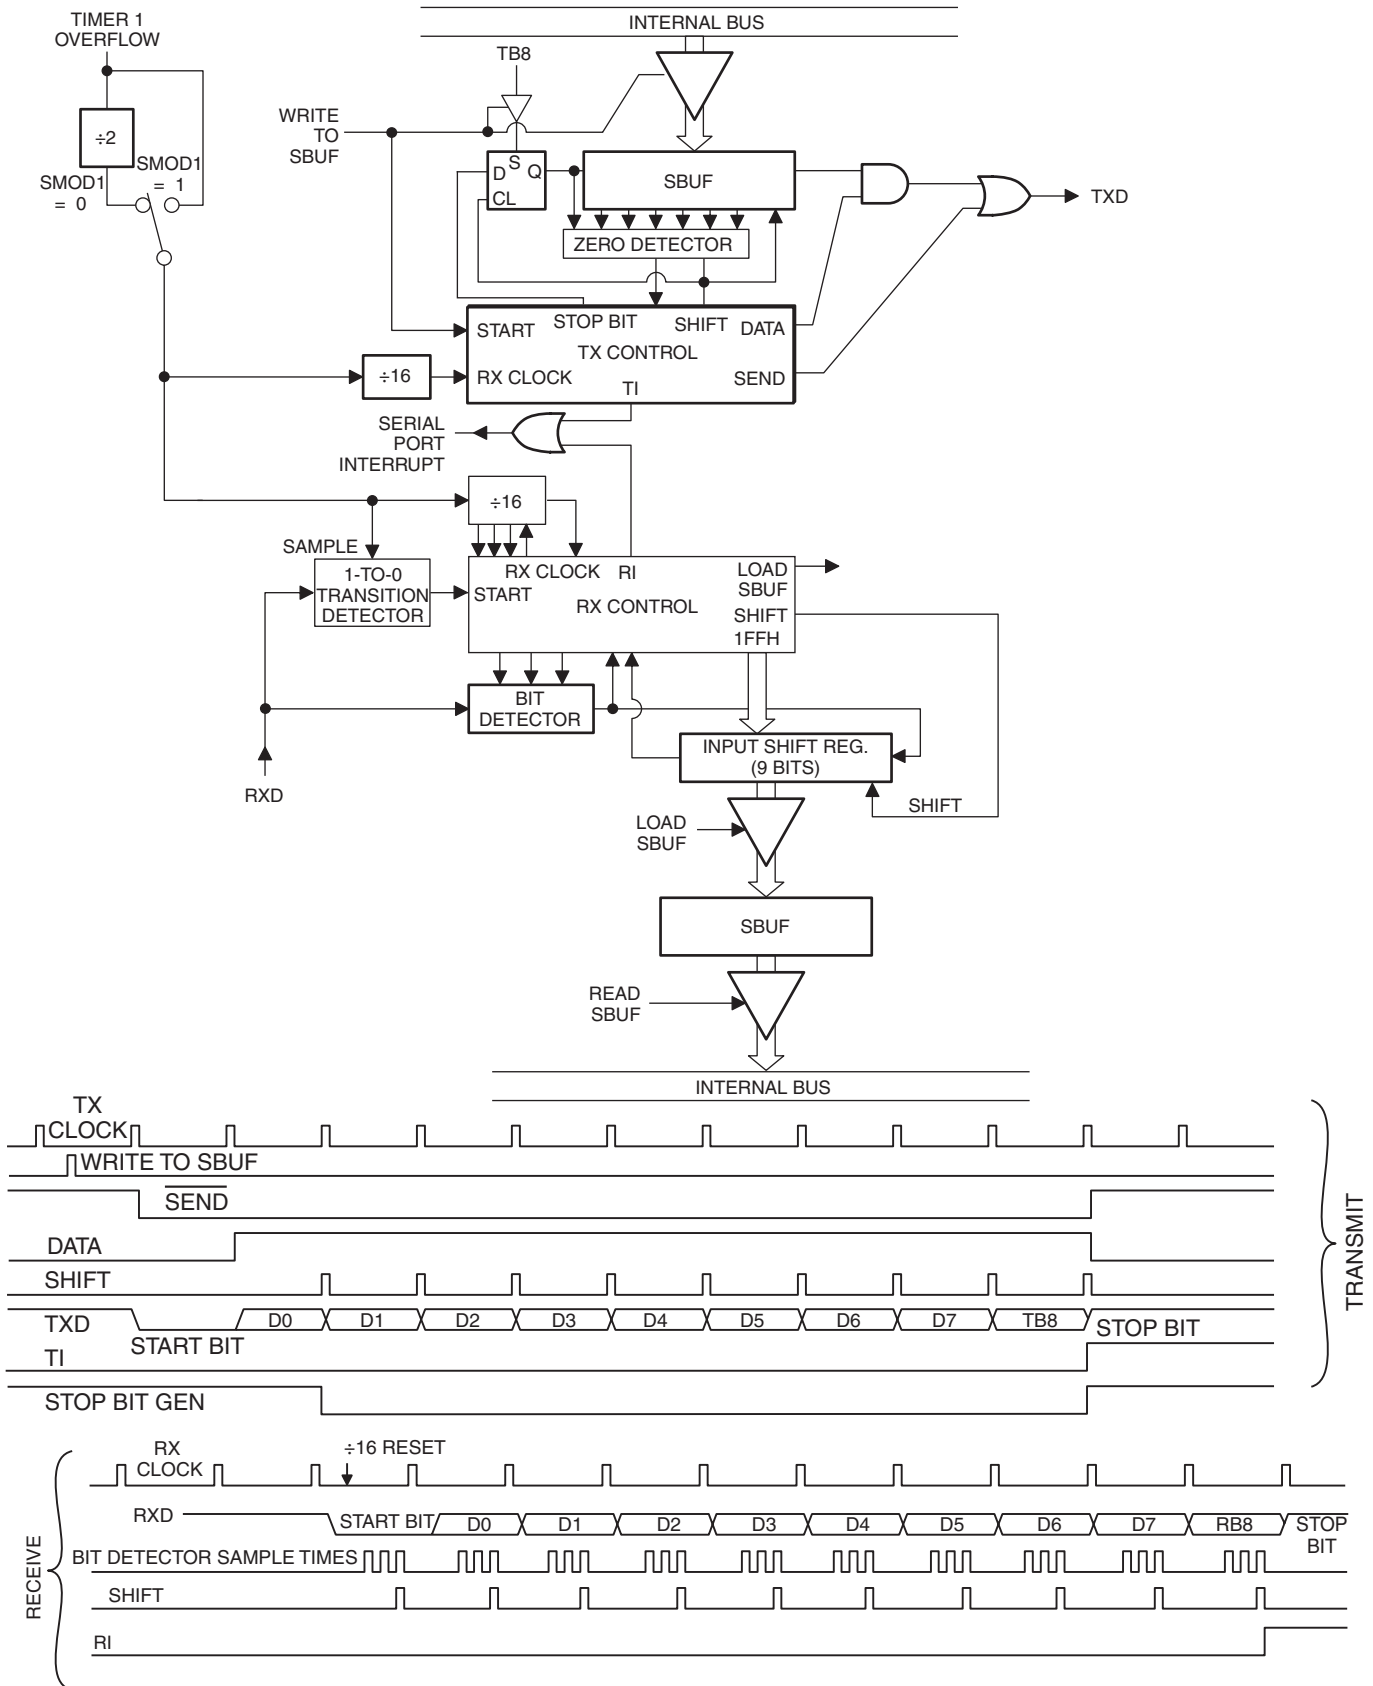 TIMER 1
OVERFLOW
INTERNAL BUS
TB8
WRITE
TO
SBUF
÷2
SMOD1
= 1
SMOD1
= 0
S
D
Q
CL
SBUF
TXD
ZERO DETECTOR
START
STOP BIT
SHIFT
DATA
TX CONTROL
÷16
RX CLOCK
TI
SEND
SERIAL
PORT
INTERRUPT
÷16
SAMPLE
1-TO-0
TRANSITION
DETECTOR
RX CLOCK
RI
START
RX CONTROL
LOAD
SBUF
SHIFT
1FFH
BIT
DETECTOR
INPUT SHIFT REG.
(9 BITS)
RXD
SHIFT
LOAD
SBUF
SBUF
READ
SBUF
INTERNAL BUS
TX
CLOCK
WRITE TO SBUF
SEND
DATA
SHIFT
TXD
START BIT
D0
D1
D2
D3
D4
D5
D6
D7
TB8
STOP BIT
TI
STOP BIT GEN
TRANSMIT
RX
CLOCK
÷16 RESET
RXD
START BIT
D0
D1
D2
D3
D4
D5
D6
D7
RB8
STOP
BIT
BIT DETECTOR SAMPLE TIMES
SHIFT
RI
RECEIVE